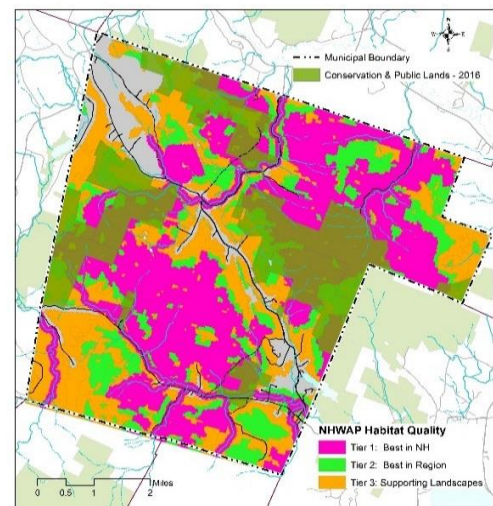 N
W
E
S
Municipal Boundary
Conservation & Public Lands - 2016
NHWAP Habitat Quality
Tier 1: Best in NH
Tier 2: Best in Region
Tier 3: Supporting Landscapes
Miles
0 0.5 1 2